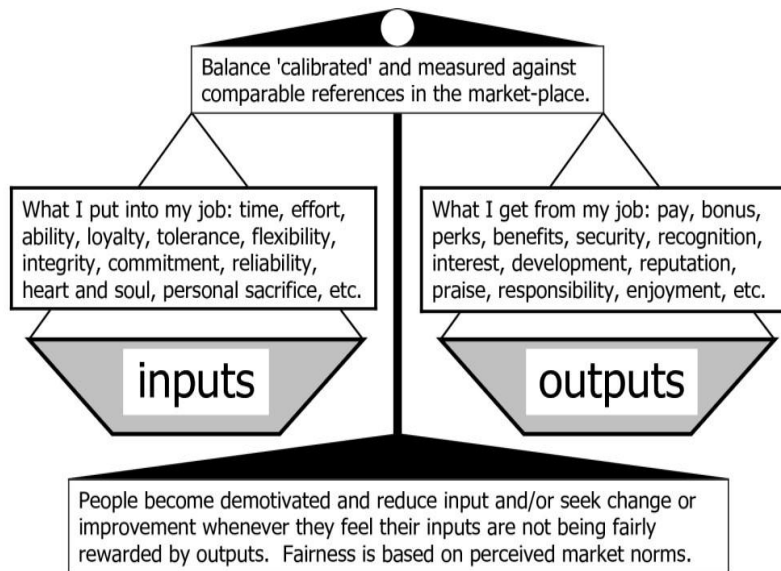 Balance 'calibrated' and measured against
comparable references in the market-place.
What I put into my job: time, effort,
ability, loyalty, tolerance, flexibility,
integrity, commitment, reliability,
heart and soul, personal sacrifice, etc.
What I get from my job: pay, bonus,
perks, benefits, security, recognition,
interest, development, reputation,
praise, responsibility, enjoyment, etc.
inputs
outputs
People become demotivated and reduce input and/or seek change or
improvement whenever they feel their inputs are not being fairly
rewarded by outputs.  Fairness is based on perceived market norms.